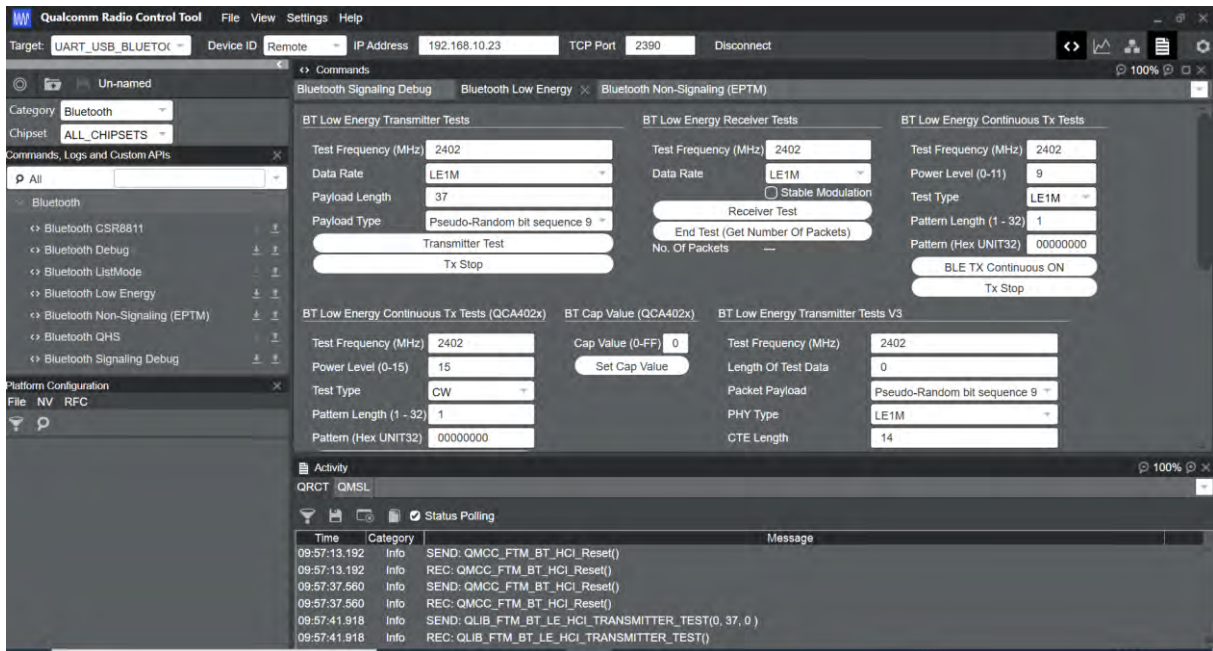 Qualcomm Radio Control Tool File View Settings Help
Target: UART_USB_BLUETO( Device ID Remote IP Address 192.168.10.23 TCP Port 2390 Disconnect
Un-named
Category Bluetooth
Chipset ALL_CHIPSETS
Commands, Logs and Custom APIs
All
Bluetooth
<> Bluetooth CSR8811
<> Bluetooth Debug
<> Bluetooth ListMode
<> Bluetooth Low Energy
<> Bluetooth Non-Signaling (EPTM)
<> Bluetooth QHS
<> Bluetooth Signaling Debug
Platform Configuration
File NV RFC
<> Commands 100%
Bluetooth Signaling Debug Bluetooth Low Energy Bluetooth Non-Signaling (EPTM)
BT Low Energy Transmitter Tests
Test Frequency (MHz) 2402
Data Rate LE1M
Payload Length 37
Payload Type Pseudo-Random bit sequence 9
Transmitter Test
Tx Stop
BT Low Energy Receiver Tests
Test Frequency (MHz) 2402
Data Rate LE1M
Stable Modulation
Receiver Test
End Test (Get Number Of Packets)
No. Of Packets —
BT Low Energy Continuous Tx Tests
Test Frequency (MHz) 2402
Power Level (0-11) 9
Test Type LE1M
Pattern Length (1 - 32) 1
Pattern (Hex UNIT32) 00000000
BLE TX Continuous ON
Tx Stop
BT Low Energy Continuous Tx Tests (QCA402x)
Test Frequency (MHz) 2402
Power Level (0-15) 15
Test Type CW
Pattern Length (1 - 32) 1
Pattern (Hex UNIT32) 00000000
BT Cap Value (QCA402x)
Cap Value (0-FF) 0
Set Cap Value
BT Low Energy Transmitter Tests V3
Test Frequency (MHz) 2402
Length Of Test Data 0
Packet Payload Pseudo-Random bit sequence 9
PHY Type LE1M
CTE Length 14
Activity 100%
QRCT QMSL
Status Polling
Time Category Message
09:57:13.192 Info SEND: QMCC_FTM_BT_HCI_Reset()
09:57:13.192 Info REC: QMCC_FTM_BT_HCI_Reset()
09:57:37.560 Info SEND: QMCC_FTM_BT_HCI_Reset()
09:57:37.560 Info REC: QMCC_FTM_BT_HCI_Reset()
09:57:41.918 Info SEND: QLIB_FTM_BT_LE_HCI_TRANSMITTER_TEST(0, 37, 0 )
09:57:41.918 Info REC: QLIB_FTM_BT_LE_HCI_TRANSMITTER_TEST()